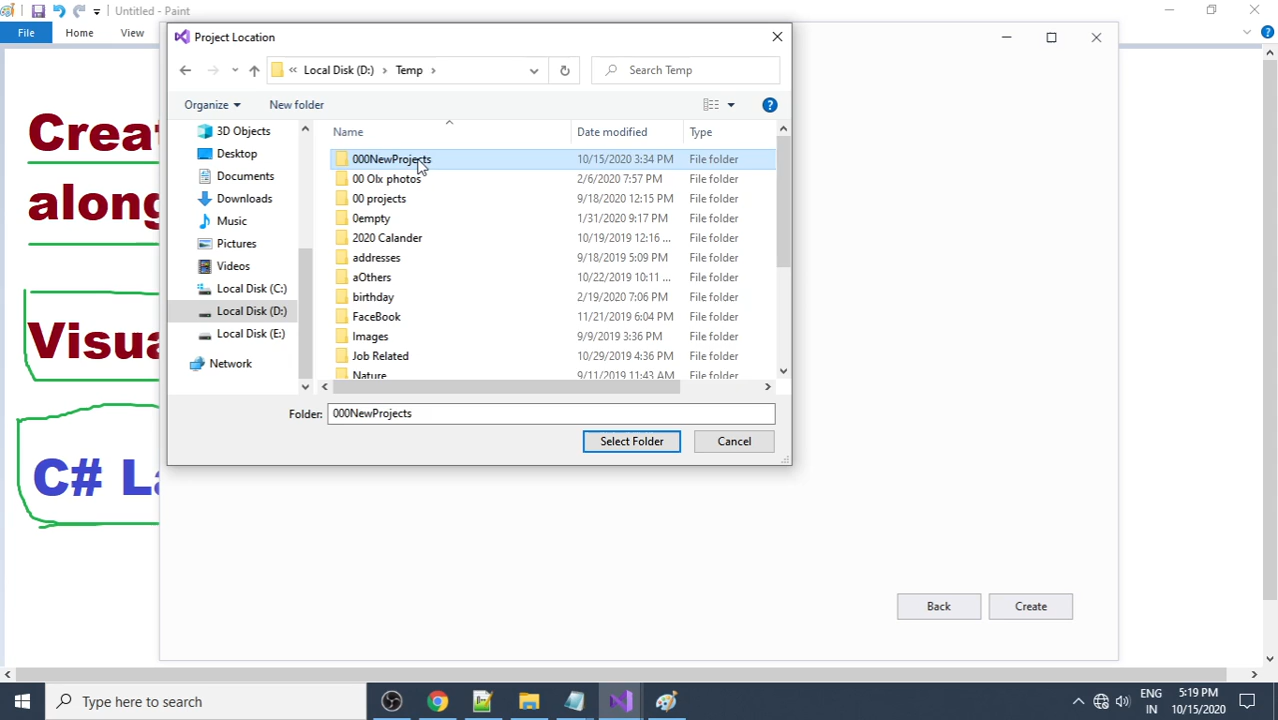 Untitled - Paint
File Home View
Project Location
Local Disk (D:) Temp
Search Temp
Organize New folder
Name Date modified Type
3D Objects
Desktop
Documents
Downloads
Music
Pictures
Videos
Local Disk (C:)
Local Disk (D:)
Local Disk (E:)
Network
000NewProjects 10/15/2020 3:34 PM File folder
00 Olx photos 2/6/2020 7:57 PM File folder
00 projects 9/18/2020 12:15 PM File folder
0empty 1/31/2020 9:17 PM File folder
2020 Calander 10/19/2019 12:16 ... File folder
addresses 9/18/2019 5:09 PM File folder
aOthers 10/22/2019 10:11 ... File folder
birthday 2/19/2020 7:06 PM File folder
FaceBook 11/21/2019 6:04 PM File folder
Images 9/9/2019 3:36 PM File folder
Job Related 10/29/2019 4:36 PM File folder
Nature 9/11/2019 11:43 AM File folder
Folder: 000NewProjects
Select Folder Cancel
Creat
along
Visua
C# La
Back Create
Type here to search
ENG
IN
5:19 PM
10/15/2020